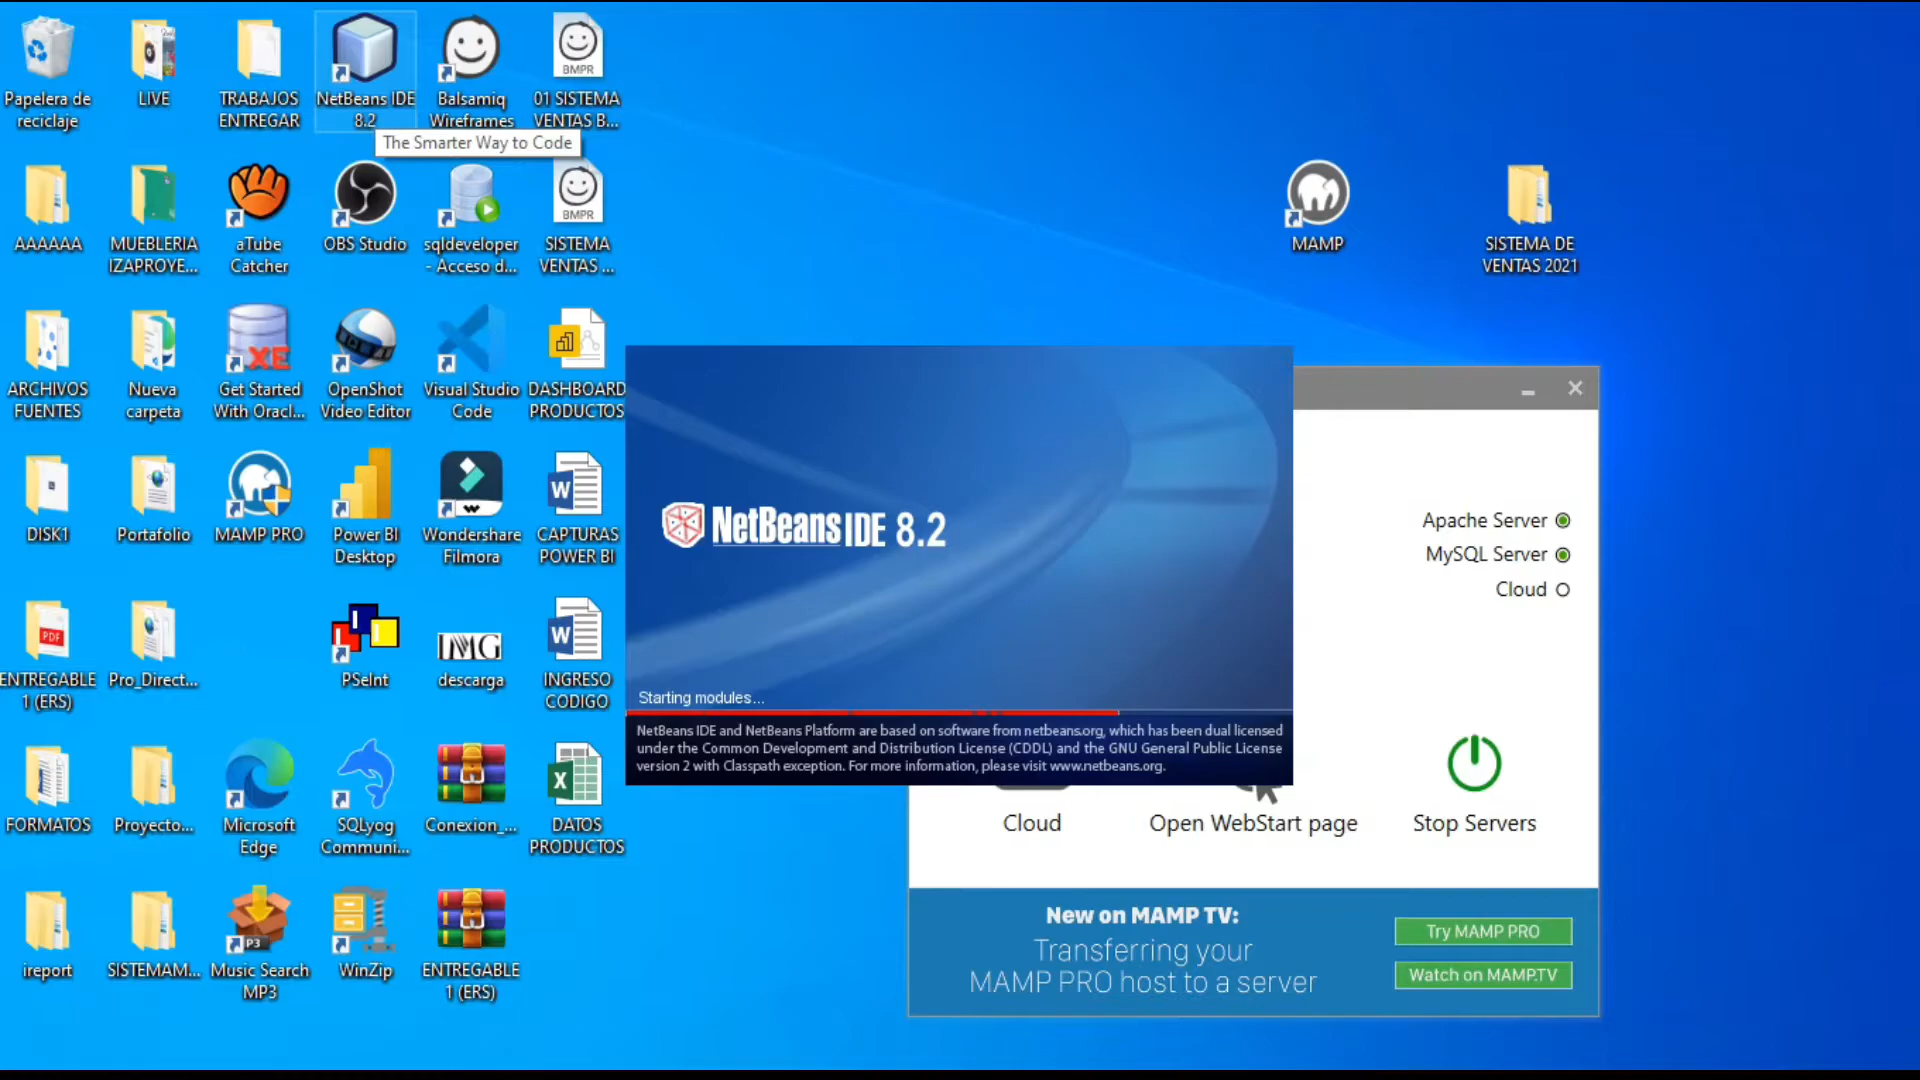 Papelera de
reciclaje
LIVE
TRABAJOS
ENTREGAR
NetBeans IDE
8.2
Balsamiq
Wireframes
BMPR
01 SISTEMA
VENTAS B...
The Smarter Way to Code
AAAAAA
MUEBLERIA
IZAPROYE...
aTube
Catcher
OBS Studio
sqldeveloper
- Acceso d...
BMPR
SISTEMA
VENTAS ...
MAMP
SISTEMA DE
VENTAS 2021
ARCHIVOS
FUENTES
Nueva
carpeta
XE
Get Started
With Oracl...
OpenShot
Video Editor
Visual Studio
Code
DASHBOARD
PRODUCTOS
DISK1
Portafolio
MAMP PRO
Power BI
Desktop
Wondershare
Filmora
W
CAPTURAS
POWER BI
PDF
ENTREGABLE
1 (ERS)
Pro_Direct...
PSeInt
IMG
descarga
W
INGRESO
CODIGO
FORMATOS
Proyecto...
Microsoft
Edge
SQLyog
Communi...
Conexion_...
X
DATOS
PRODUCTOS
ireport
SISTEMAM...
P3
Music Search
MP3
WinZip
ENTREGABLE
1 (ERS)
NetBeans IDE 8.2
Starting modules...
NetBeans IDE and NetBeans Platform are based on software from netbeans.org, which has been dual licensed
under the Common Development and Distribution License (CDDL) and the GNU General Public License
version 2 with Classpath exception. For more information, please visit www.netbeans.org.
Apache Server
MySQL Server
Cloud
Cloud
Open WebStart page
Stop Servers
New on MAMP TV:
Transferring your
MAMP PRO host to a server
Try MAMP PRO
Watch on MAMP.TV